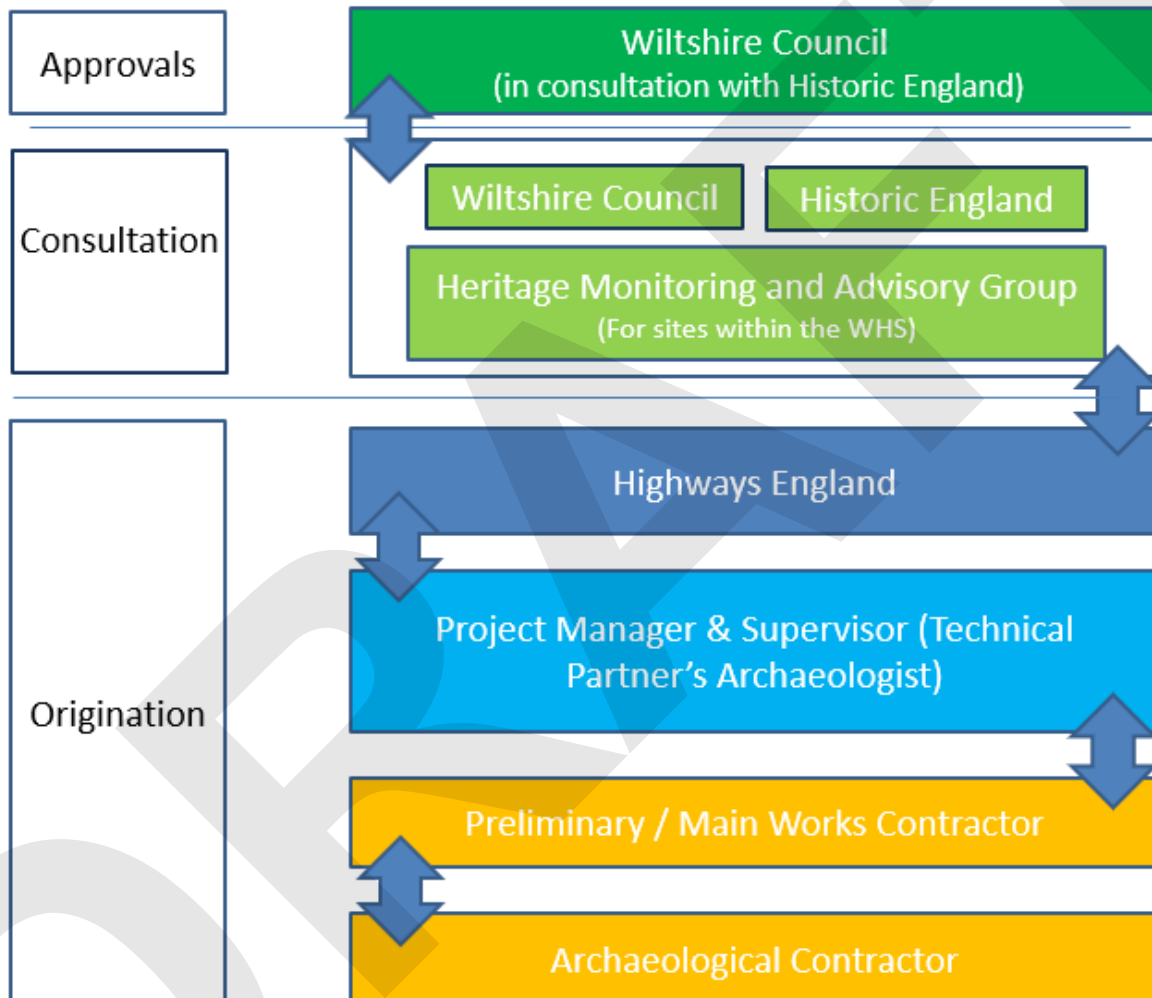 Approvals
Wiltshire Council
(in consultation with Historic England)
Consultation
Wiltshire Council
Historic England
Heritage Monitoring and Advisory Group
(For sites within the WHS)
Origination
Highways England
Project Manager & Supervisor (Technical
Partner's Archaeologist)
Preliminary / Main Works Contractor
Archaeological Contractor
DRAFT